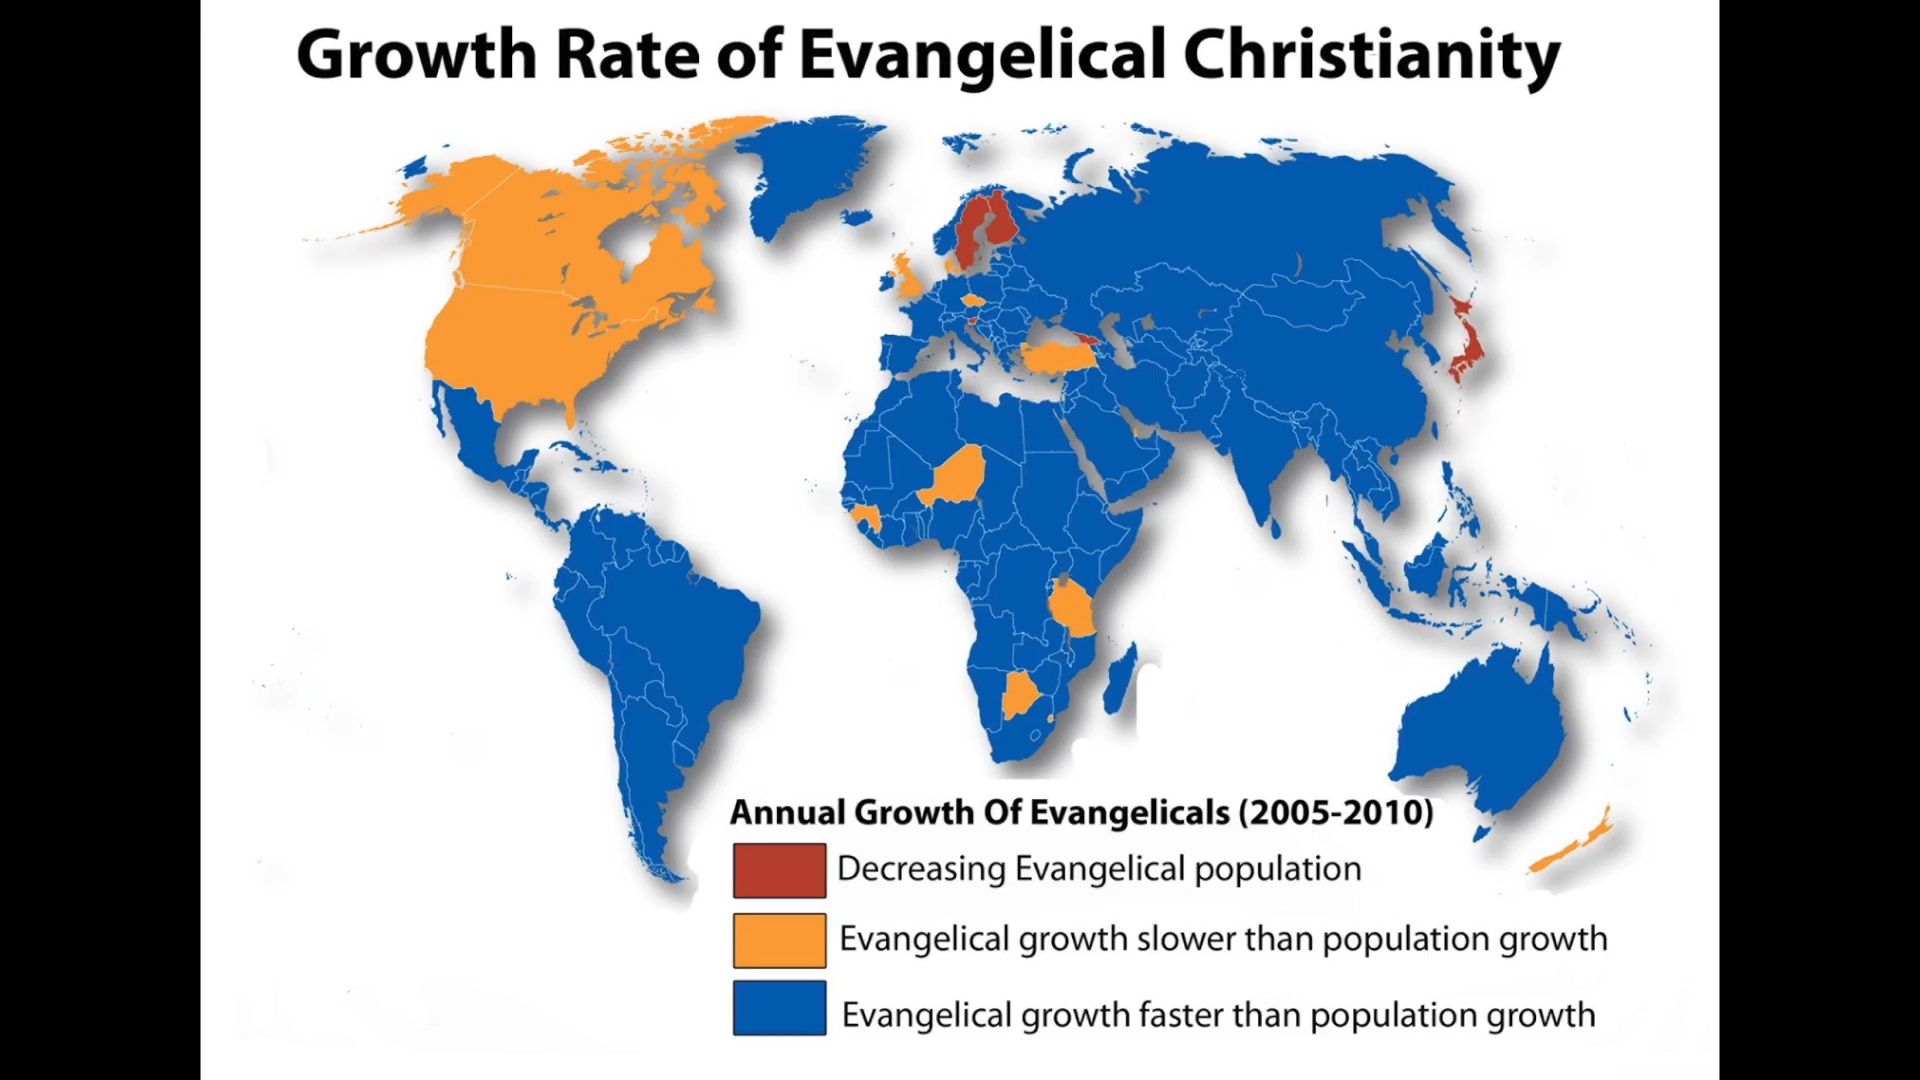 Growth Rate of Evangelical Christianity
Annual Growth Of Evangelicals (2005-2010)
Decreasing Evangelical population
Evangelical growth slower than population growth
Evangelical growth faster than population growth